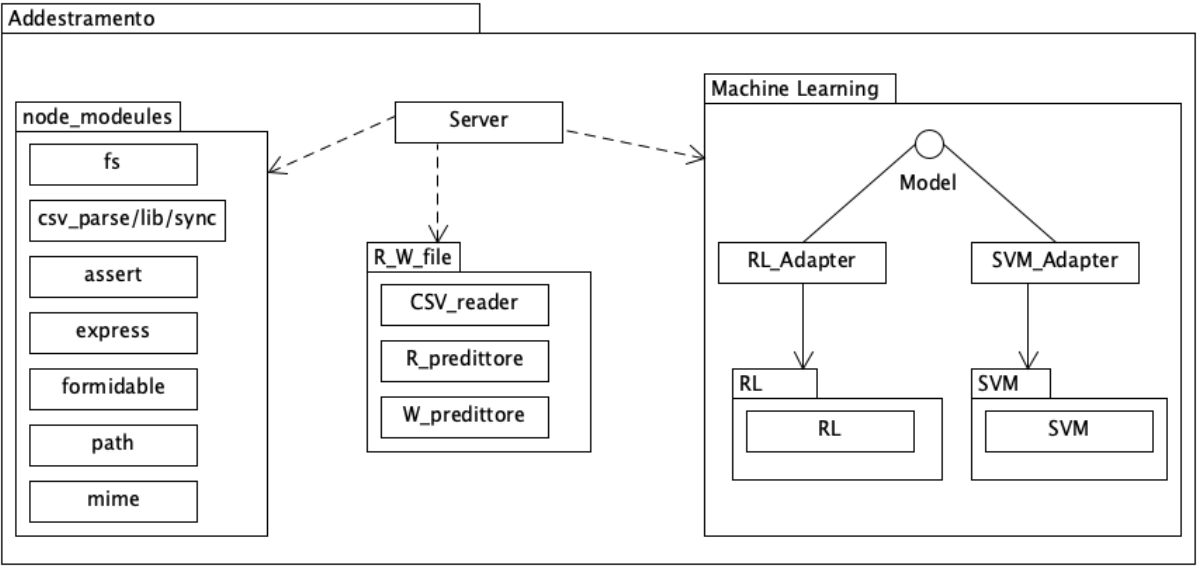 Addestramento
node_modeules
fs
csv_parse/lib/sync
assert
express
formidable
path
mime
Server
R_W_file
CSV_reader
R_predittore
W_predittore
Machine Learning
Model
RL_Adapter
SVM_Adapter
RL
RL
SVM
SVM